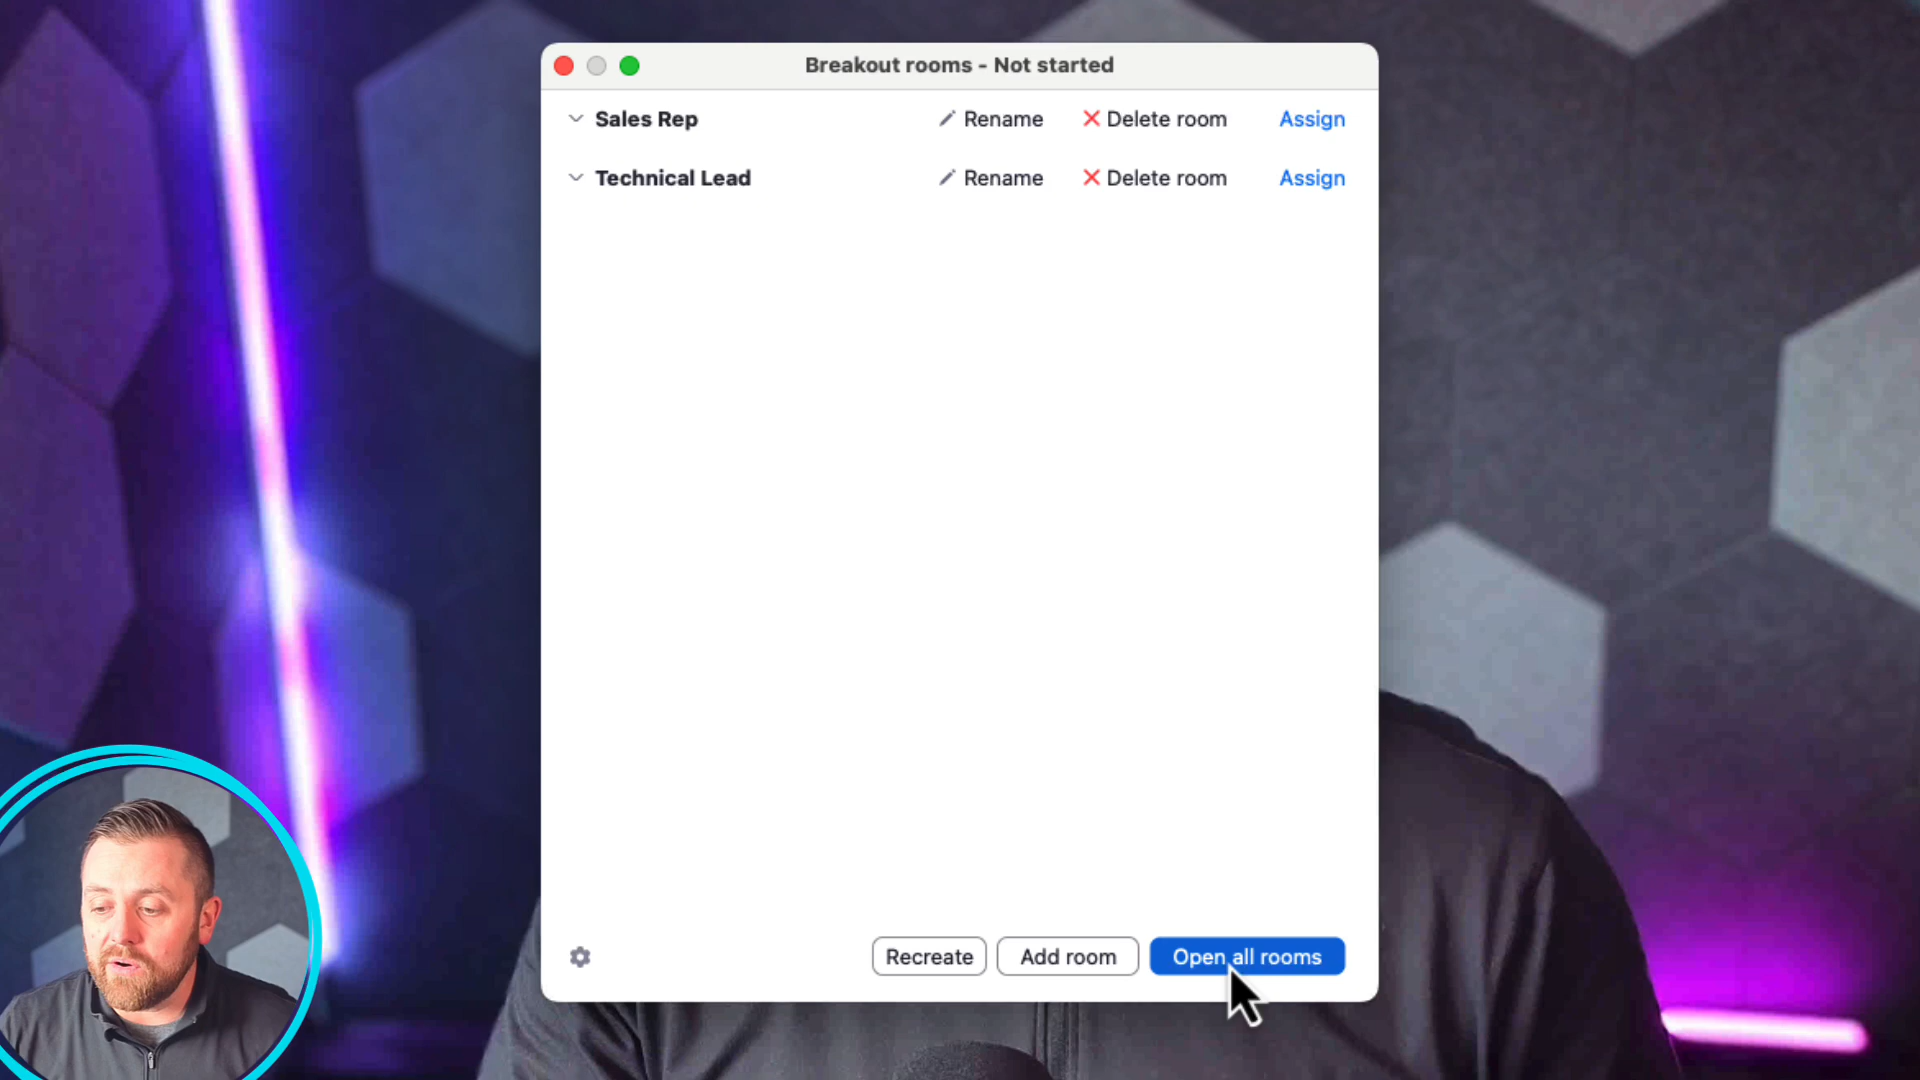 Breakout rooms - Not started
Sales Rep Rename Delete room Assign
Technical Lead Rename Delete room Assign
Recreate Add room Open all rooms